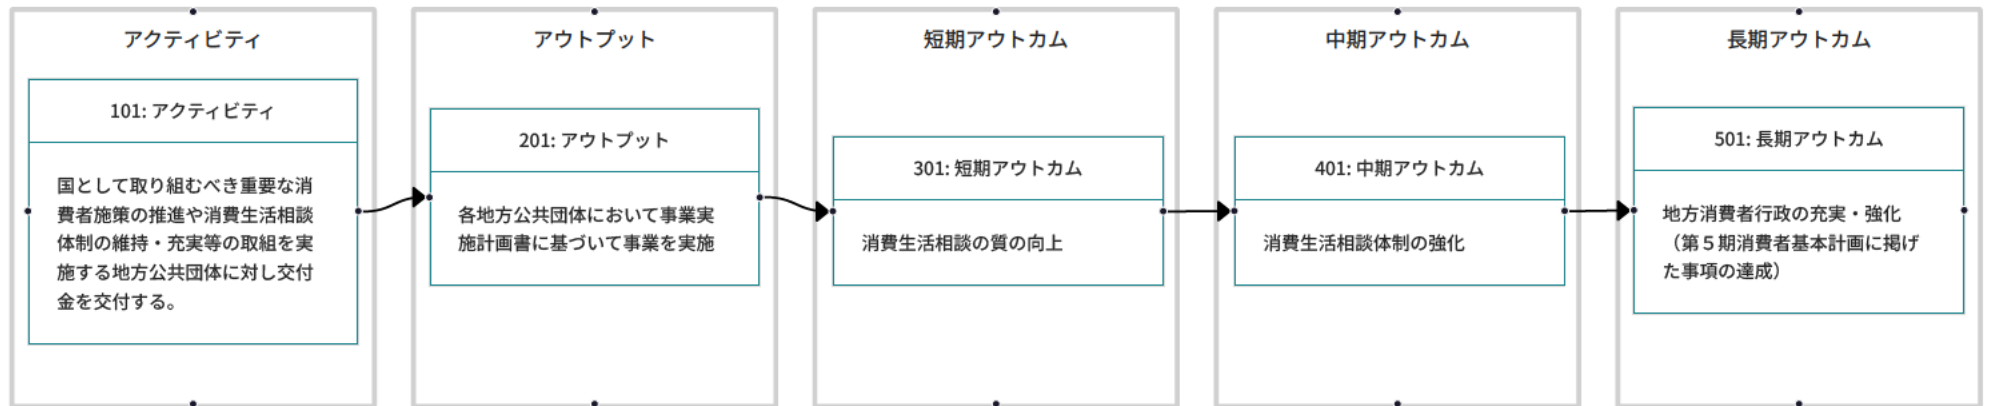 アクティビティ
101: アクティビティ
国として取り組むべき重要な消
費者施策の推進や消費生活相談
体制の維持・充実等の取組を実
施する地方公共団体に対し交付
金を交付する。
アウトプット
201: アウトプット
各地方公共団体において事業実
施計画書に基づいて事業を実施
短期アウトカム
301: 短期アウトカム
消費生活相談の質の向上
中期アウトカム
401: 中期アウトカム
消費生活相談体制の強化
長期アウトカム
501: 長期アウトカム
地方消費者行政の充実・強化
（第５期消費者基本計画に掲げ
た事項の達成）